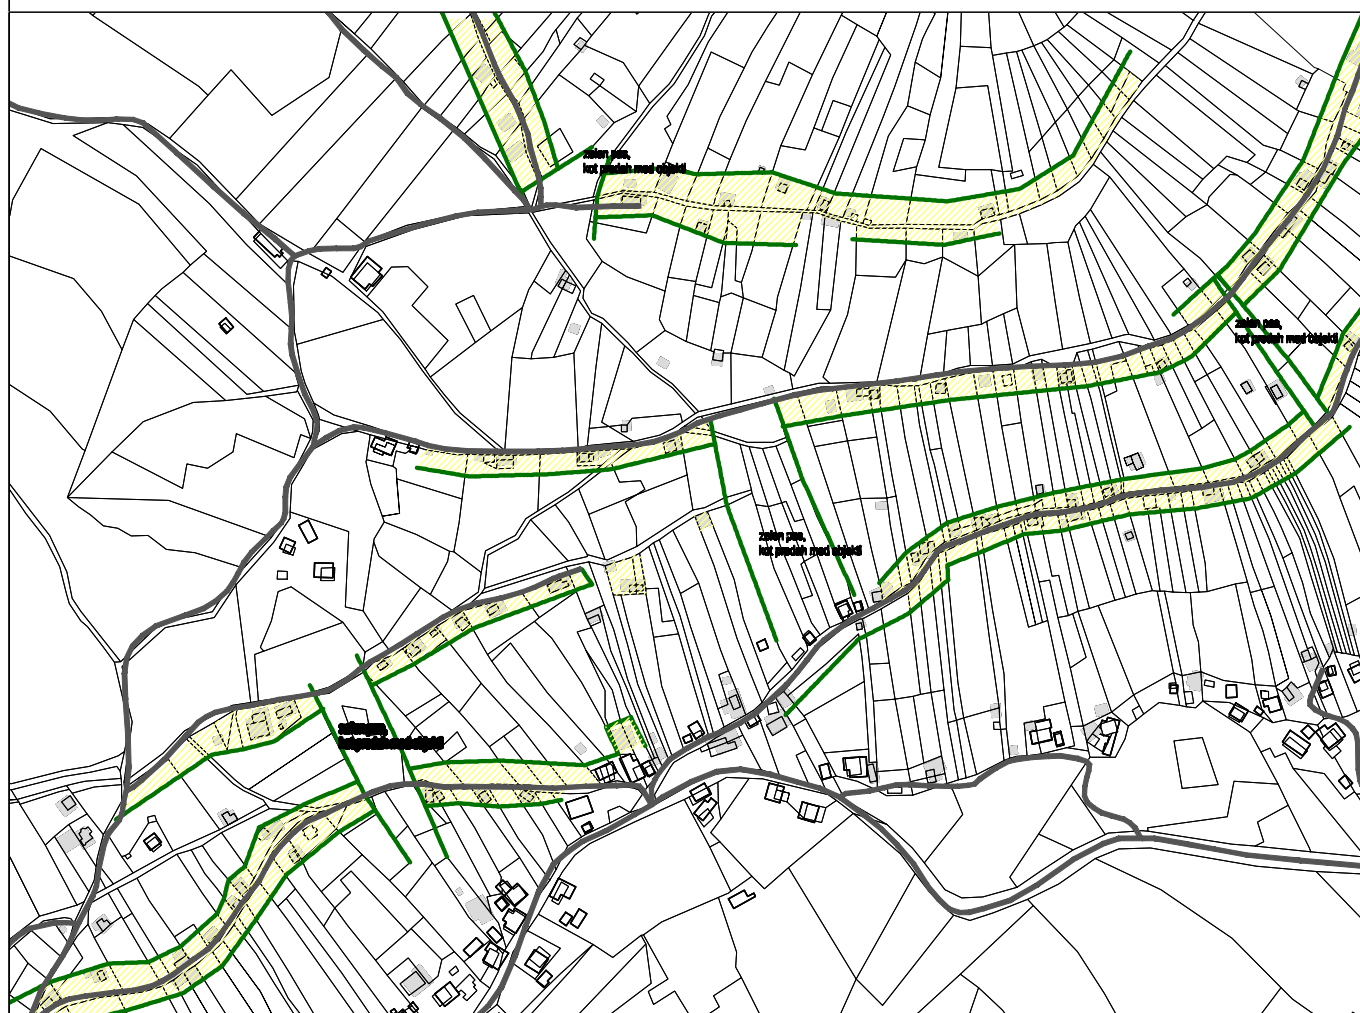 zelen pas,
kot predah med objekti
zelen pas,
kot predah med objekti
zelen pas,
kot predah med objekti